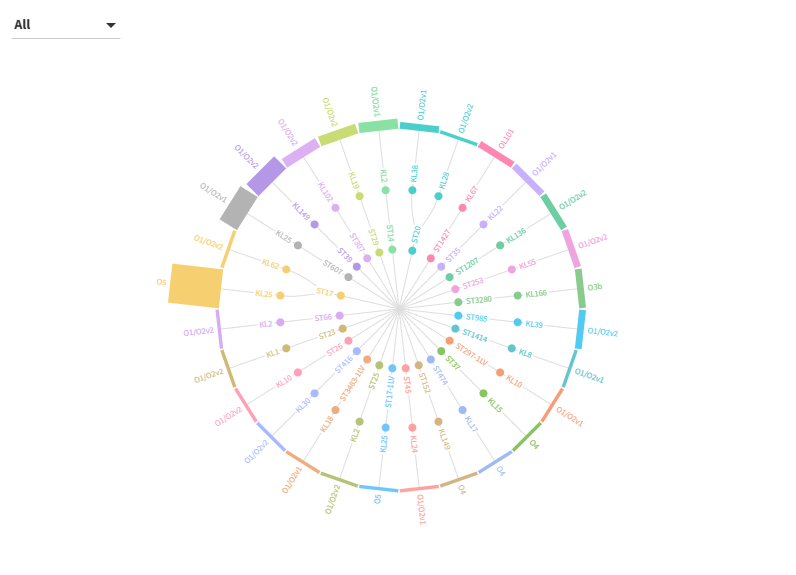 All
O1/O2v1
KL38
ST20
O1/O2v2
KL28
QL101
KL67
ST1427
O1/O2v1
KL22
ST35
O1/O2v2
KL136
ST1207
O1/O2v2
KL55
ST253
O3b
KL166
ST3280
O1/O2v2
KL39
ST985
O1/O2v1
KL8
ST1414
O1/O2v1
KL10
ST297-1LV
O4
KL15
ST37
O4
KL17
ST474
O4
KL149
ST152
O1/O2v1
KL24
ST45
O5
KL25
ST17-1LV
O1/O2v2
KL2
ST25
O1/O2v1
KL18
ST3483-1LV
O1/O2v2
KL30
ST416
O1/O2v2
KL10
ST26
O1/O2v2
KL1
ST23
O1/O2v2
KL2
ST66
O5
KL25
ST17
O1/O2v2
KL62
O1/O2v1
KL25
ST607
O1/O2v2
KL149
ST39
O1/O2v2
KL102
ST307
O1/O2v2
KL19
ST29
O1/O2v1
KL2
ST14